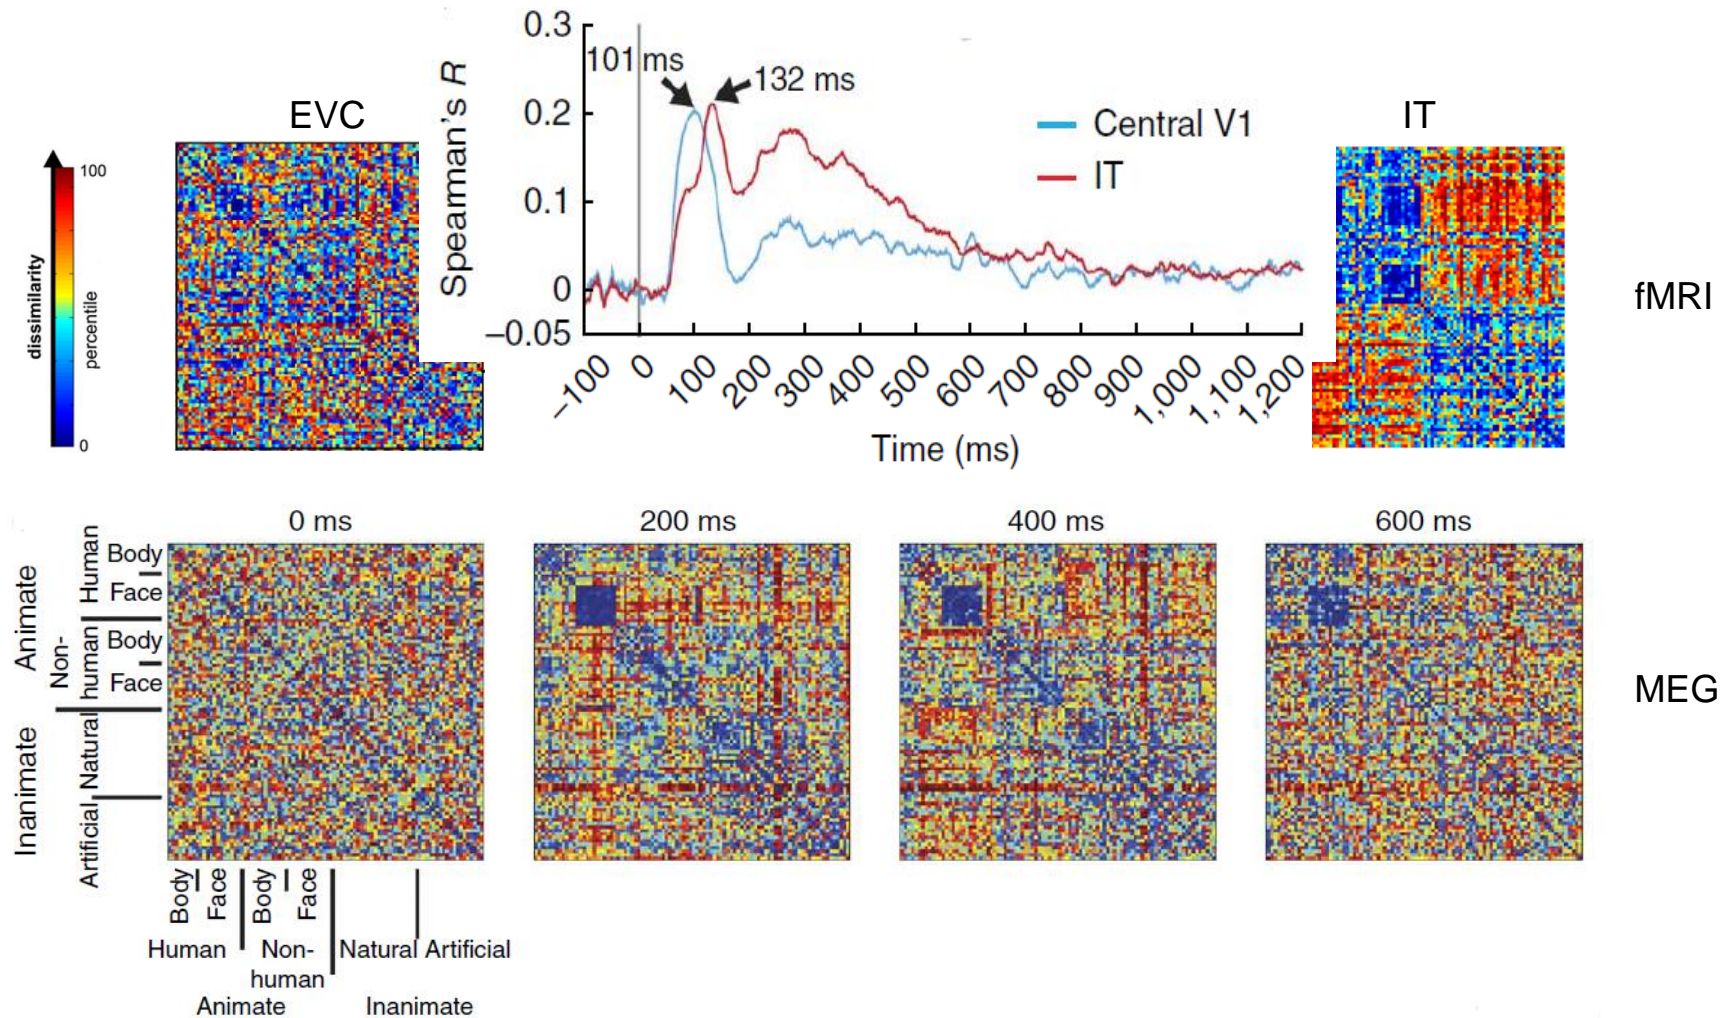 0.3
101 ms
132 ms
Spearman's R
EVC
0.2
Central V1
IT
IT
100
0.1
dissimilarity
percentile
0
fMRI
–0.05
0
–100 0 100 200 300 400 500 600 700 800 900 1,000 1,100 1,200
Time (ms)
0 ms
200 ms
400 ms
600 ms
Animate
Human
Body
Face
Non-
human
Body
Face
MEG
Inanimate
Natural
Artificial
Body Face Body Face
Human Non- Natural Artificial
human
Animate Inanimate